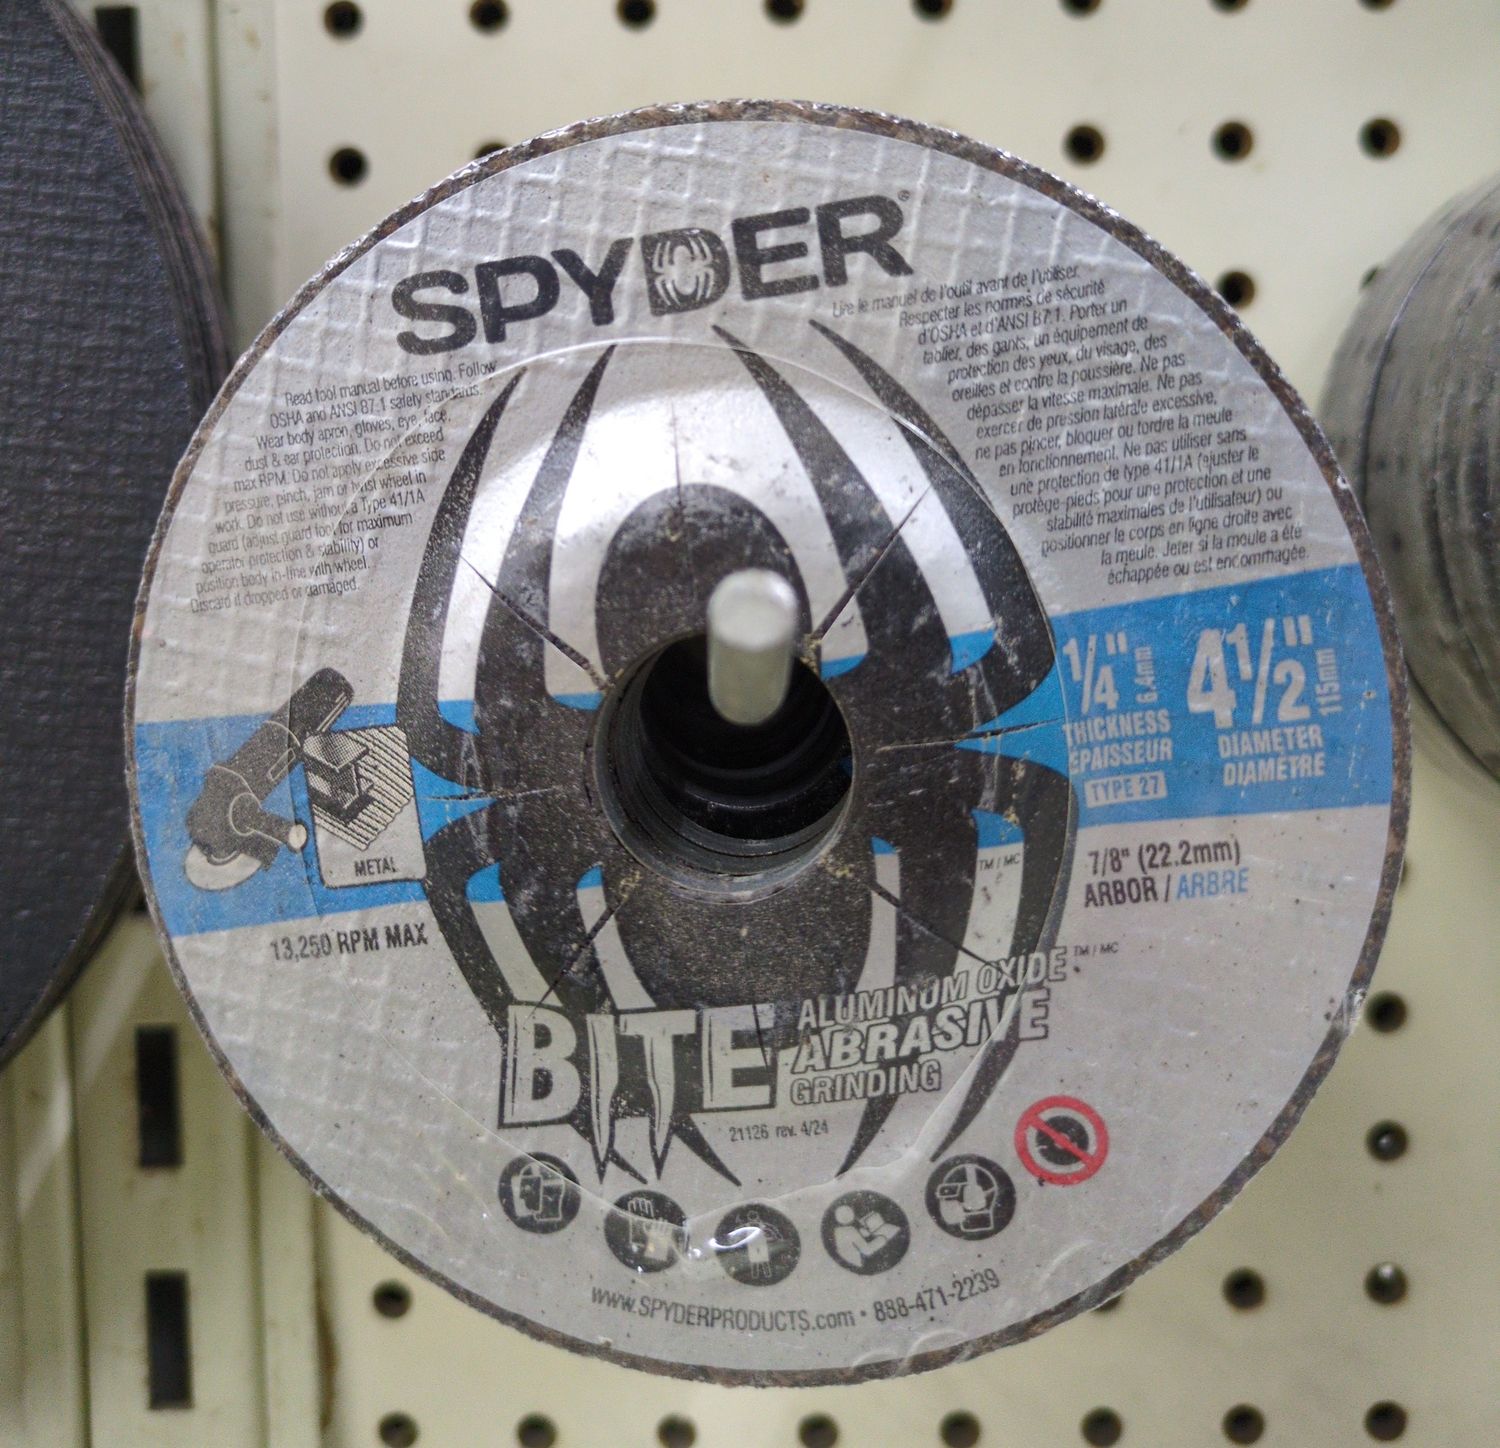 SPYDER®
Read tool manual before using. Follow
OSHA and ANSI B7.1 safety standards.
Wear body apron, gloves, eye, face,
dust & ear protection. Do not exceed
max RPM. Do not apply excessive side
pressure, pinch, jam or twist wheel in
work. Do not use without a Type 41/1A
guard (adjust guard foot for maximum
operator protection & stability) or
position body in-line with wheel.
Discard if dropped or damaged.
Lire le manuel de l'outil avant de l'utiliser.
Respecter les normes de sécurité
d'OSHA et d'ANSI B7.1. Porter un
tablier, des gants, un équipement de
protection des yeux, du visage, des
oreilles et contre la poussière. Ne pas
dépasser la vitesse maximale. Ne pas
exercer de pression latérale excessive,
ne pas pincer, bloquer ou tordre la meule
en fonctionnement. Ne pas utiliser sans
une protection de type 41/1A (ajuster le
protège-pieds pour une protection et une
stabilité maximales de l'utilisateur) ou
positionner le corps en ligne droite avec
la meule. Jeter si la moule a été
échappée ou est encommagée.
1/4" 6.4mm
THICKNESS
ÉPAISSEUR
TYPE 27
4 1/2" 115mm
DIAMETER
DIAMÈTRE
7/8" (22.2mm)
ARBOR / ARBRE
METAL
13,250 RPM MAX
TM / MC
BITE
ALUMINUM OXIDE TM / MC
ABRASIVE
GRINDING
21126 rev. 4/24
www.SPYDERPRODUCTS.com • 888-471-2239